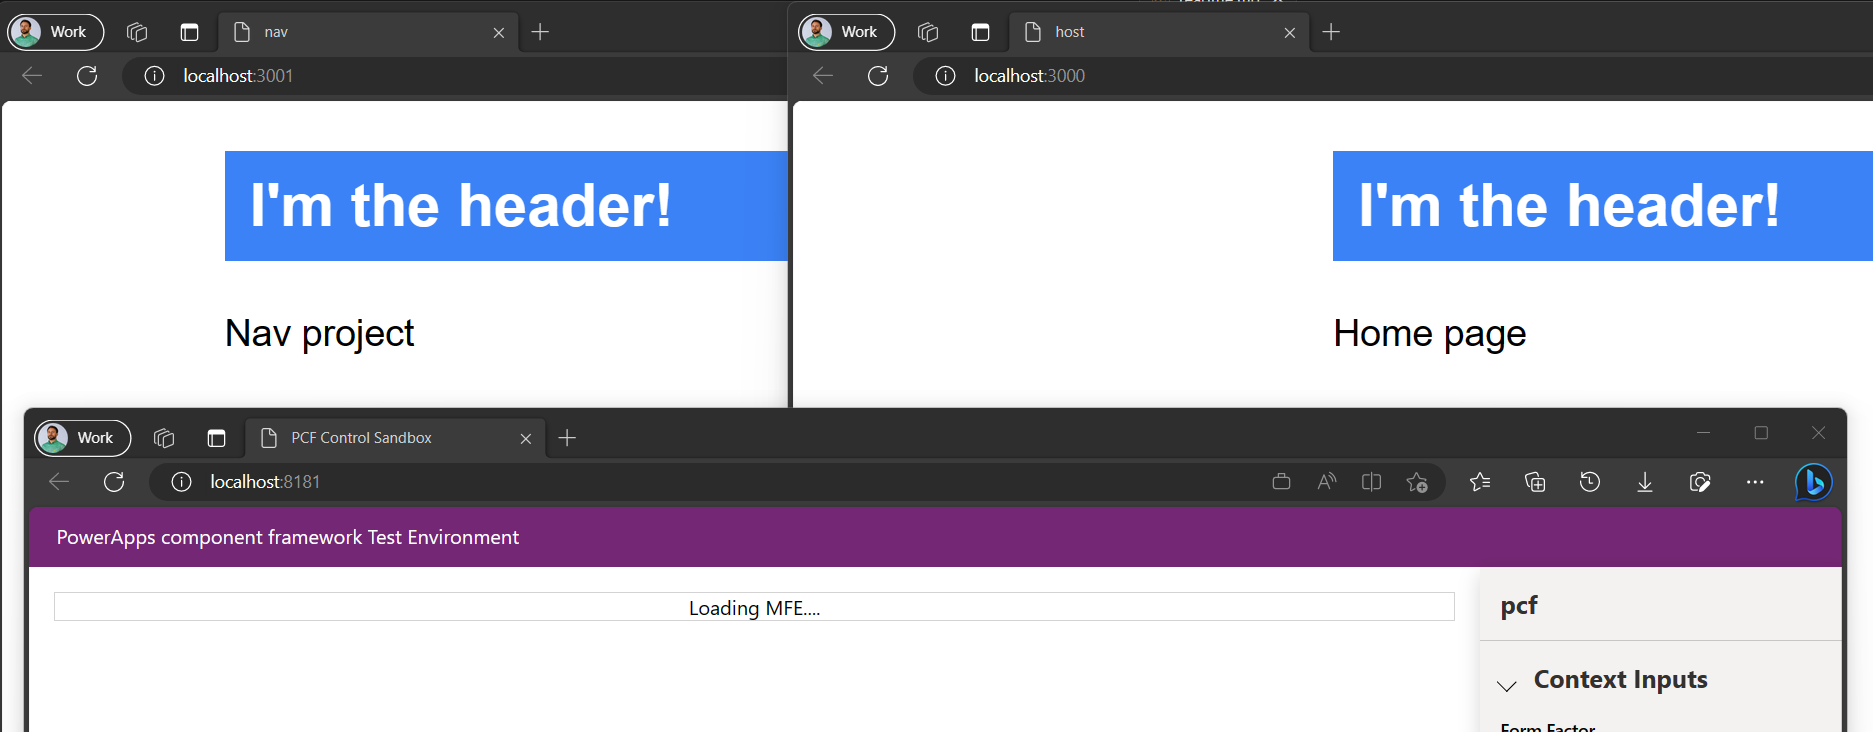 Work
nav
localhost:3001
I'm the header!
Nav project
Work
host
localhost:3000
I'm the header!
Home page
Work
PCF Control Sandbox
localhost:8181
PowerApps component framework Test Environment
Loading MFE....
pcf
Context Inputs
Form Factor